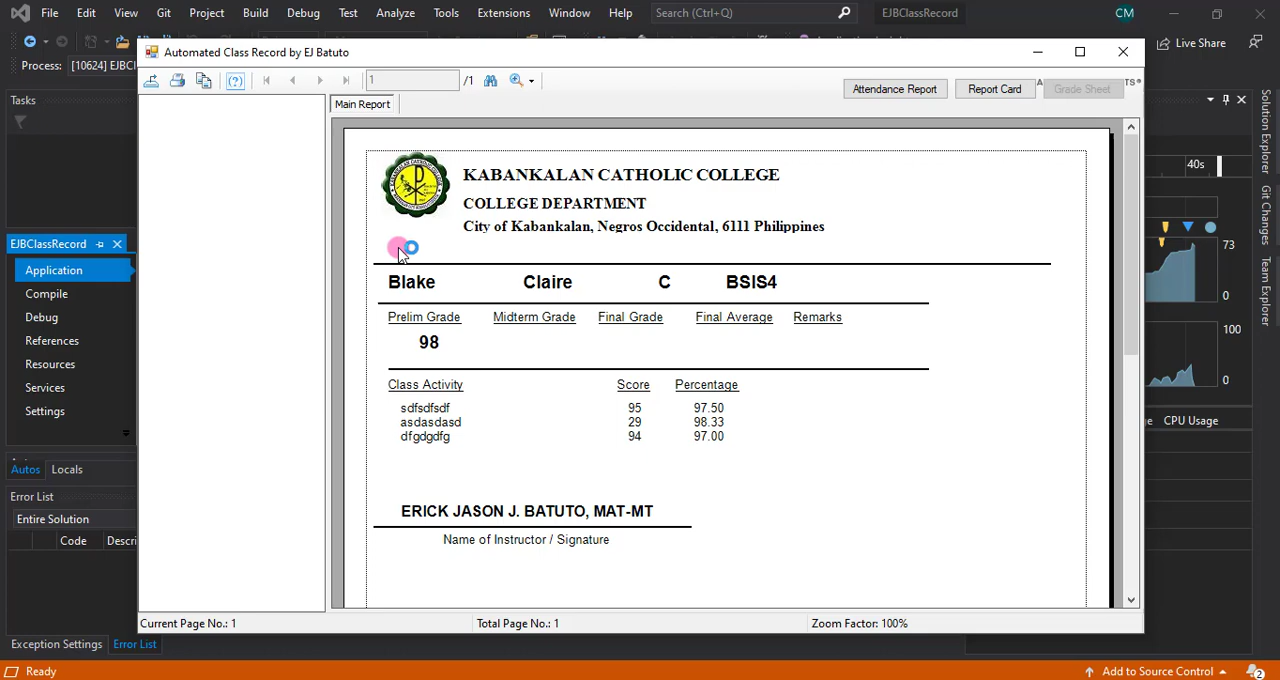 File Edit View Git Project Build Debug Test Analyze Tools Extensions Window Help Search (Ctrl+Q) EJBClassRecord CM
Live Share
Process: [10624] EJBCl
Automated Class Record by EJ Batuto
1 /1
Attendance Report Report Card Grade Sheet
Main Report
Tasks
KABANKALAN CATHOLIC COLLEGE
COLLEGE DEPARTMENT
City of Kabankalan, Negros Occidental, 6111 Philippines
Blake Claire C BSIS4
Prelim Grade Midterm Grade Final Grade Final Average Remarks
98
Class Activity Score Percentage
sdfsdfsdf 95 97.50
asdasdasd 29 98.33
dfgdgdfg 94 97.00
ERICK JASON J. BATUTO, MAT-MT
Name of Instructor / Signature
Current Page No.: 1 Total Page No.: 1 Zoom Factor: 100%
EJBClassRecord
Application
Compile
Debug
References
Resources
Services
Settings
Autos Locals
Error List
Entire Solution
Code Descri
Exception Settings Error List
40s
73
0
100
0
CPU Usage
Solution Explorer
Git Changes
Team Explorer
Ready Add to Source Control 2